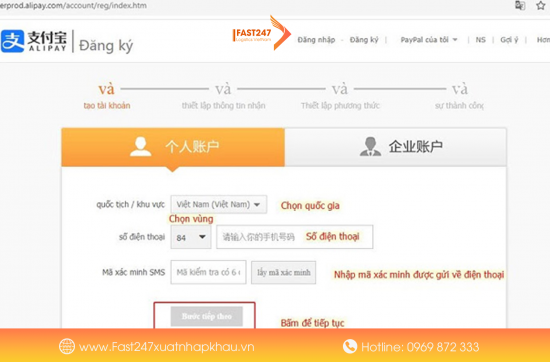 erprod.alipay.com/account/reg/index.htm
支付宝 ALIPAY Đăng ký
FAST247
Đăng nhập - Đăng ký | PayPal của tôi | NS | Gợi ý |
và và và và
tạo tài khoản thiết lập thông tin nhận Thiết lập phương thức sự thành công
个人账户 企业账户
quốc tịch / khu vực Việt Nam (Việt Nam) Chọn quốc gia
Chọn vùng
số điện thoại 84 请输入你的手机号码 Số điện thoại
Mã xác minh SMS Mã kiểm tra có 6 lấy mã xác minh Nhập mã xác minh được gửi về điện thoại
Bước tiếp theo
Bấm để tiếp tục
www.Fast247xuatnhapkhau.vn Hotline: 0969 872 333